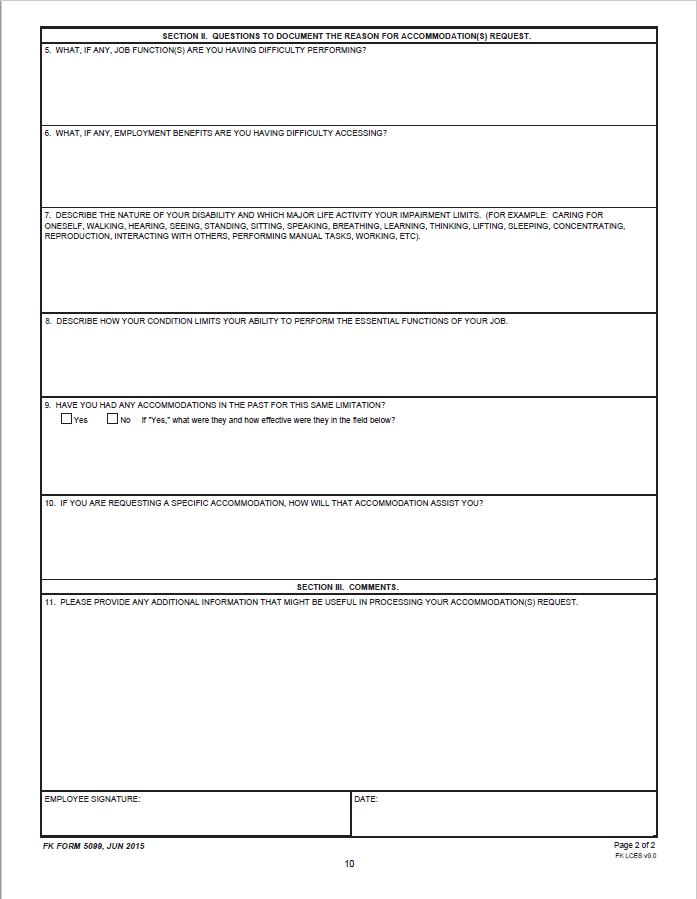 SECTION II.  QUESTIONS TO DOCUMENT THE REASON FOR ACCOMMODATION(S) REQUEST.
5.  WHAT, IF ANY, JOB FUNCTION(S) ARE YOU HAVING DIFFICULTY PERFORMING?
6.  WHAT, IF ANY, EMPLOYMENT BENEFITS ARE YOU HAVING DIFFICULTY ACCESSING?
7.  DESCRIBE THE NATURE OF YOUR DISABILITY AND WHICH MAJOR LIFE ACTIVITY YOUR IMPAIRMENT LIMITS.  (FOR EXAMPLE:  CARING FOR
ONESELF, WALKING, HEARING, SEEING, STANDING, SITTING, SPEAKING, BREATHING, LEARNING, THINKING, LIFTING, SLEEPING, CONCENTRATING,
REPRODUCTION, INTERACTING WITH OTHERS, PERFORMING MANUAL TASKS, WORKING, ETC).
8.  DESCRIBE HOW YOUR CONDITION LIMITS YOUR ABILITY TO PERFORM THE ESSENTIAL FUNCTIONS OF YOUR JOB.
9.  HAVE YOU HAD ANY ACCOMMODATIONS IN THE PAST FOR THIS SAME LIMITATION?
Yes No If "Yes," what were they and how effective were they in the field below?
10.  IF YOU ARE REQUESTING A SPECIFIC ACCOMMODATION, HOW WILL THAT ACCOMMODATION ASSIST YOU?
SECTION III.  COMMENTS.
11.  PLEASE PROVIDE ANY ADDITIONAL INFORMATION THAT MIGHT BE USEFUL IN PROCESSING YOUR ACCOMMODATION(S) REQUEST.
EMPLOYEE SIGNATURE: DATE:
FK FORM 5099, JUN 2015 Page 2 of 2
FK LCES v9.0
10